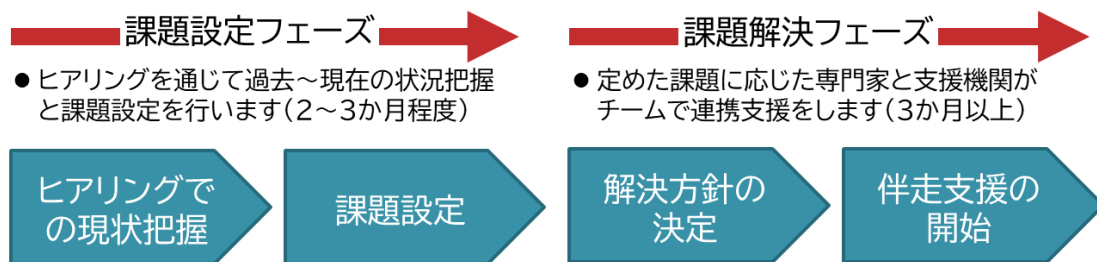 課題設定フェーズ
● ヒアリングを通じて過去～現在の状況把握
と課題設定を行います(2～3か月程度)
ヒアリングで
の現状把握
課題設定
課題解決フェーズ
● 定めた課題に応じた専門家と支援機関が
チームで連携支援をします(3か月以上)
解決方針の
決定
伴走支援の
開始